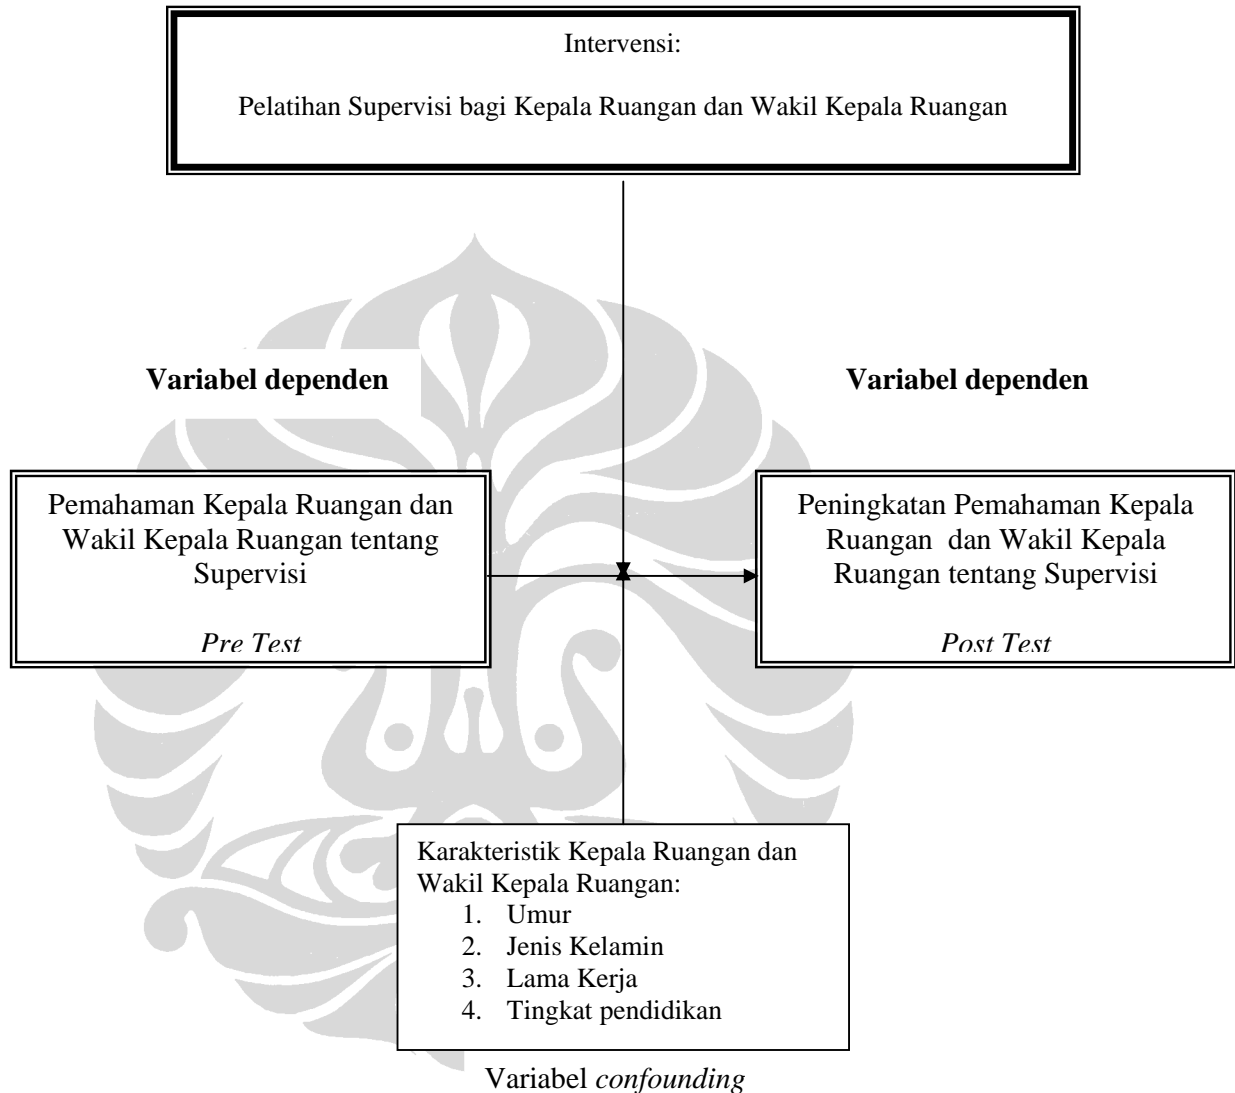 Intervensi:
Pelatihan Supervisi bagi Kepala Ruangan dan Wakil Kepala Ruangan
Variabel dependen
Variabel dependen
Pemahaman Kepala Ruangan dan
Wakil Kepala Ruangan tentang
Supervisi
Pre Test
Peningkatan Pemahaman Kepala
Ruangan dan Wakil Kepala
Ruangan tentang Supervisi
Post Test
Karakteristik Kepala Ruangan dan
Wakil Kepala Ruangan:
1. Umur
2. Jenis Kelamin
3. Lama Kerja
4. Tingkat pendidikan
Variabel confounding